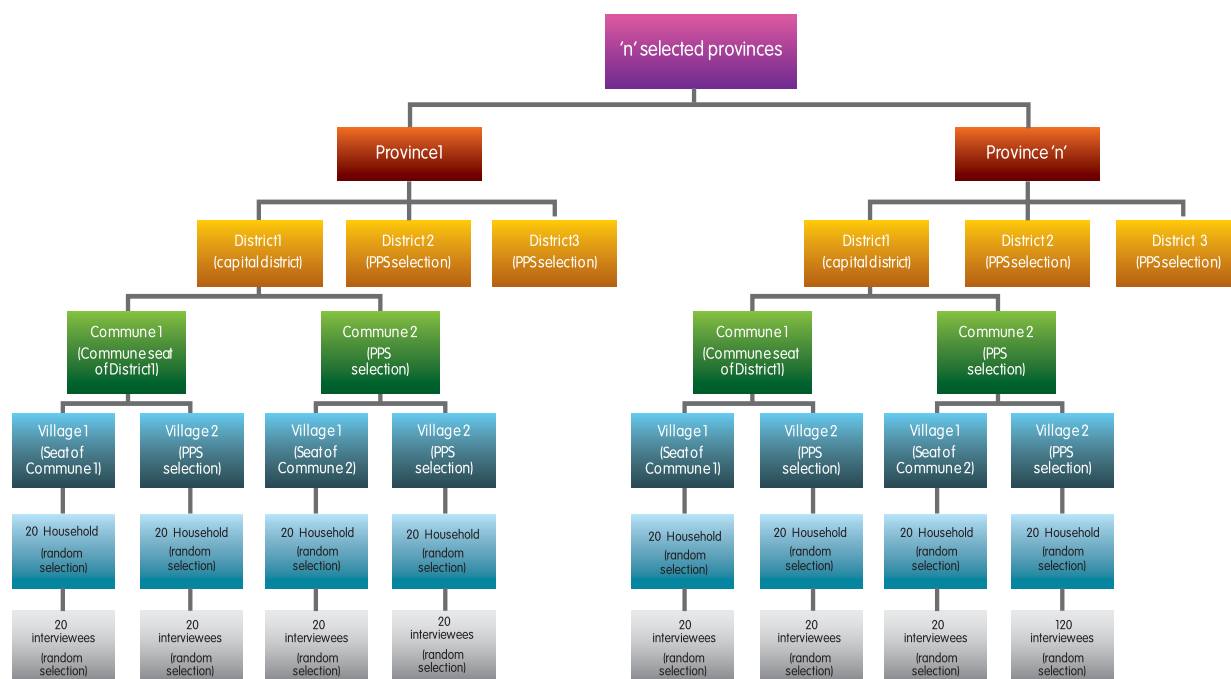 ‘n’ selected provinces
Province1
Province ‘n’
District1
(capital district)
District 2
(PPS selection)
District3
(PPS selection)
District1
(capital district)
District 2
(PPS selection)
District 3
(PPS selection)
Commune 1
(Commune seat
of District1)
Commune 2
(PPS
selection)
Commune 1
(Commune seat
of District1)
Commune 2
(PPS
selection)
Village 1
(Seat of
Commune 1)
Village 2
(PPS
selection)
Village 1
(Seat of
Commune 2)
Village 2
(PPS
selection)
Village 1
(Seat of
Commune 1)
Village 2
(PPS
selection)
Village 1
(Seat of
Commune 2)
Village 2
(PPS
selection)
20 Household
(random
selection)
20 Household
(random
selection)
20 Household
(random
selection)
20 Household
(random
selection)
20 Household
(random
selection)
20 Household
(random
selection)
20 Household
(random
selection)
20 Household
(random
selection)
20
interviewees
(random
selection)
20
interviewees
(random
selection)
20
interviewees
(random
selection)
20
interviewees
(random
selection)
20
interviewees
(random
selection)
20
interviewees
(random
selection)
20
interviewees
(random
selection)
120
interviewees
(random
selection)